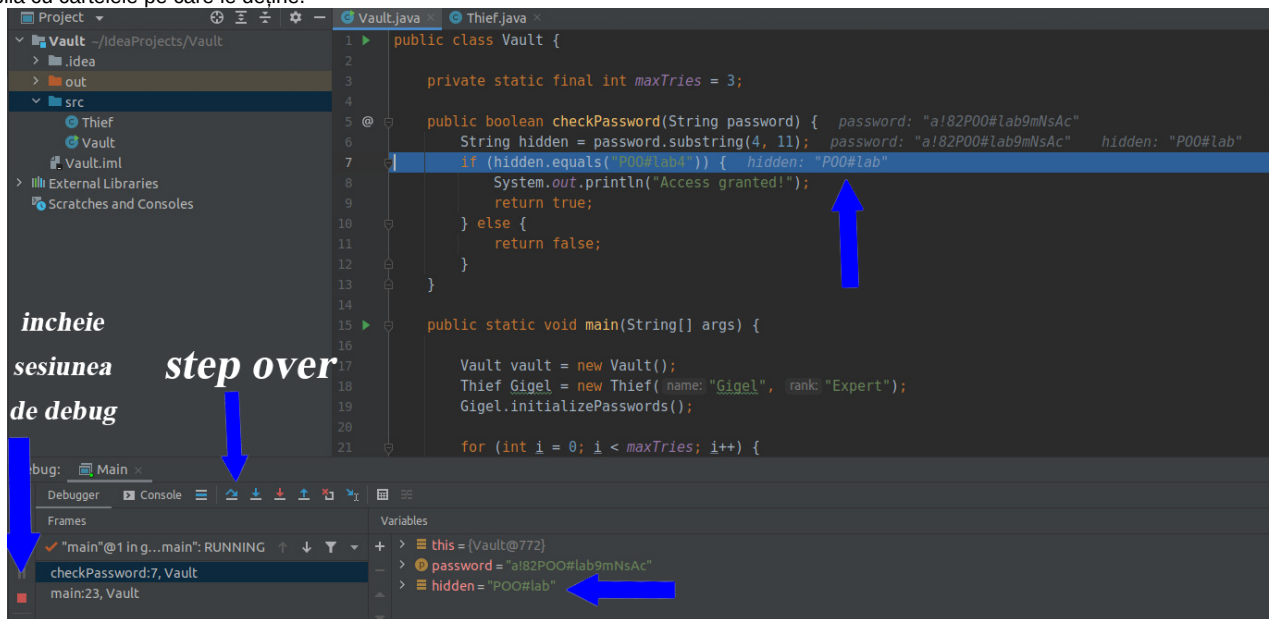 cu cartelele pe care le deține.
Project
Vault.java
Thief.java
Vault ~/IdeaProjects/Vault
.idea
out
src
Thief
Vault
Vault.iml
External Libraries
Scratches and Consoles
1 public class Vault {
2
3 private static final int maxTries = 3;
4
5 @ public boolean checkPassword(String password) { password: "a!82POO#lab9mNsAc"
6 String hidden = password.substring(4, 11); password: "a!82POO#lab9mNsAc" hidden: "POO#lab"
7 if (hidden.equals("POO#lab4")) { hidden: "POO#lab"
8 System.out.println("Access granted!");
9 return true;
10 } else {
11 return false;
12 }
13 }
14
15 public static void main(String[] args) {
16
17 Vault vault = new Vault();
18 Thief Gigel = new Thief( name: "Gigel", rank: "Expert");
19 Gigel.initializePasswords();
20
21 for (int i = 0; i < maxTries; i++) {
incheie
sesiunea
de debug
step over
bug: Main
Debugger Console
Frames
Variables
"main"@1 in g...main": RUNNING
checkPassword:7, Vault
main:23, Vault
this = {Vault@772}
password = "a!82POO#lab9mNsAc"
hidden = "POO#lab"